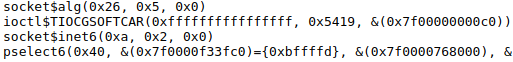 socket$alg(0x26, 0x5, 0x0)
ioctl$TIOCGSOFTCAR(0xffffffffffffffff, 0x5419, &(0x7f00000000c0))
socket$inet6(0xa, 0x2, 0x0)
pselect6(0x40, &(0x7f0000f33fc0)={0xbffffd}, &(0x7f0000768000), &